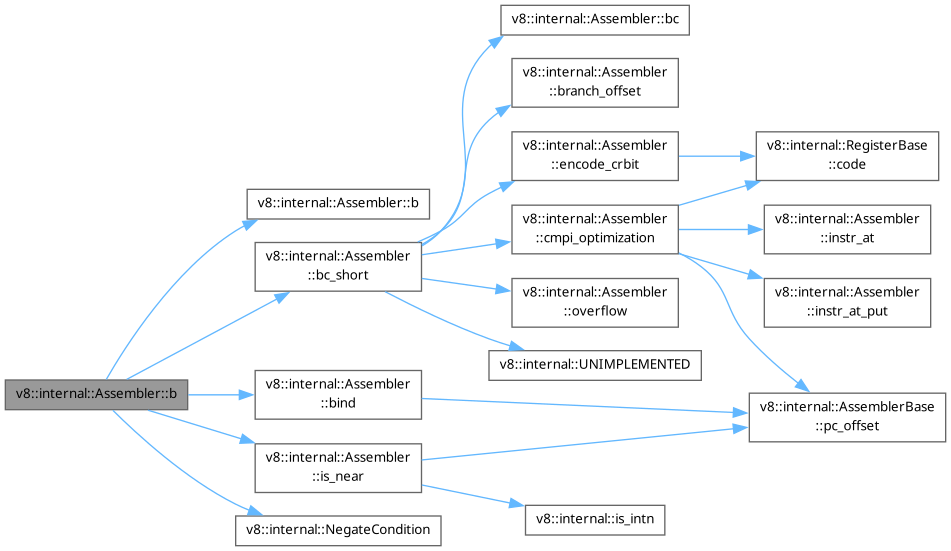 v8::internal::Assembler::bc
v8::internal::Assembler
::branch_offset
v8::internal::Assembler
::encode_crbit
v8::internal::RegisterBase
::code
v8::internal::Assembler::b
v8::internal::Assembler
::cmpi_optimization
v8::internal::Assembler
::instr_at
v8::internal::Assembler
::bc_short
v8::internal::Assembler
::overflow
v8::internal::Assembler
::instr_at_put
v8::internal::UNIMPLEMENTED
v8::internal::Assembler::b
v8::internal::Assembler
::bind
v8::internal::AssemblerBase
::pc_offset
v8::internal::Assembler
::is_near
v8::internal::is_intn
v8::internal::NegateCondition